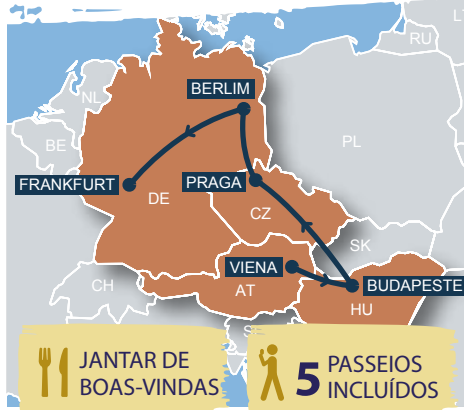 RU
BERLIM
NL
PL
BE
FRANKFURT
PRAGA
DE
CZ
SK
VIENA
CH
BUDAPESTE
AT
HU
JANTAR DE
BOAS-VINDAS
5 PASSEIOS
INCLUÍDOS